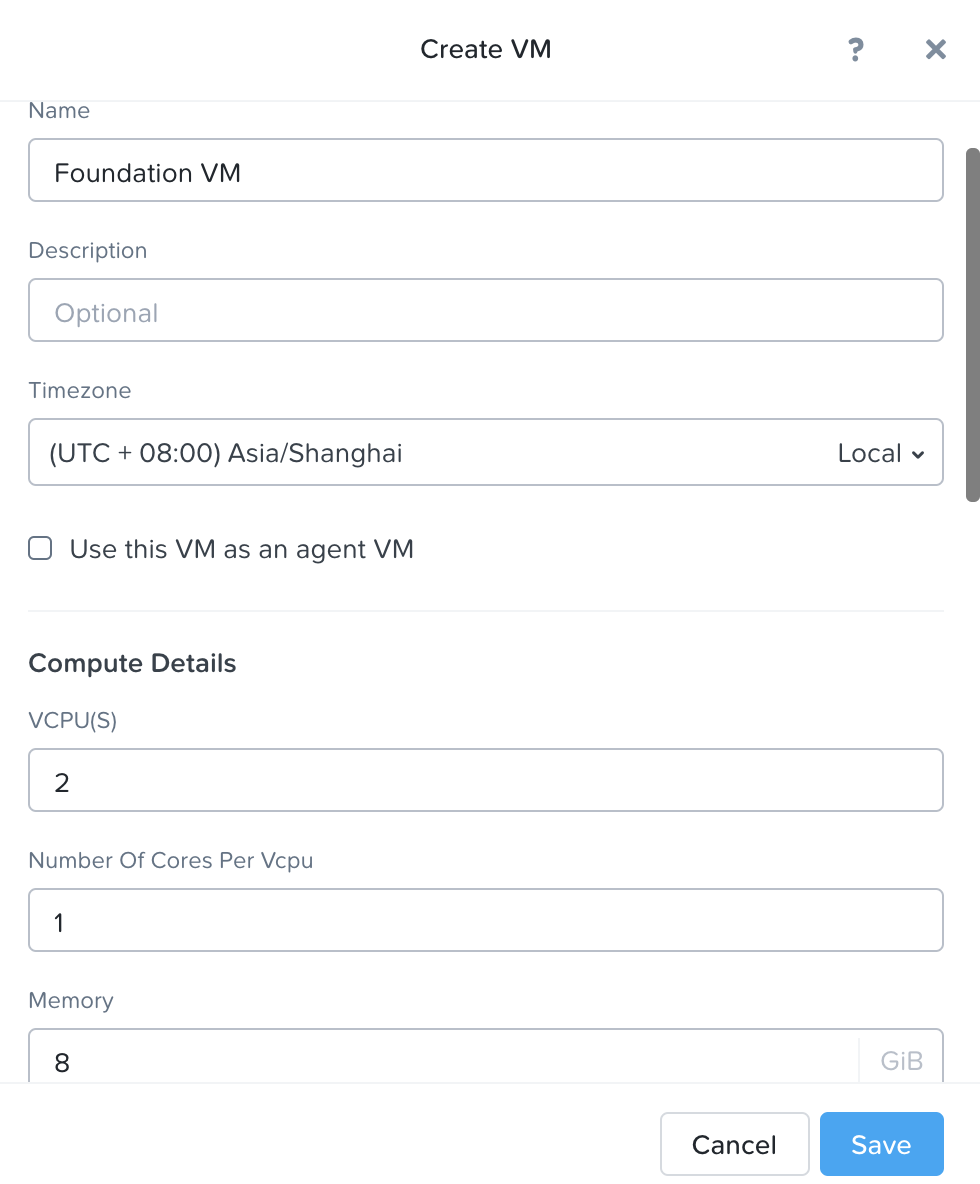 Create VM
?
Name
Foundation VM
Description
Optional
Timezone
(UTC + 08:00) Asia/Shanghai Local
Use this VM as an agent VM
Compute Details
VCPU(S)
2
Number Of Cores Per Vcpu
1
Memory
8 GiB
Cancel Save